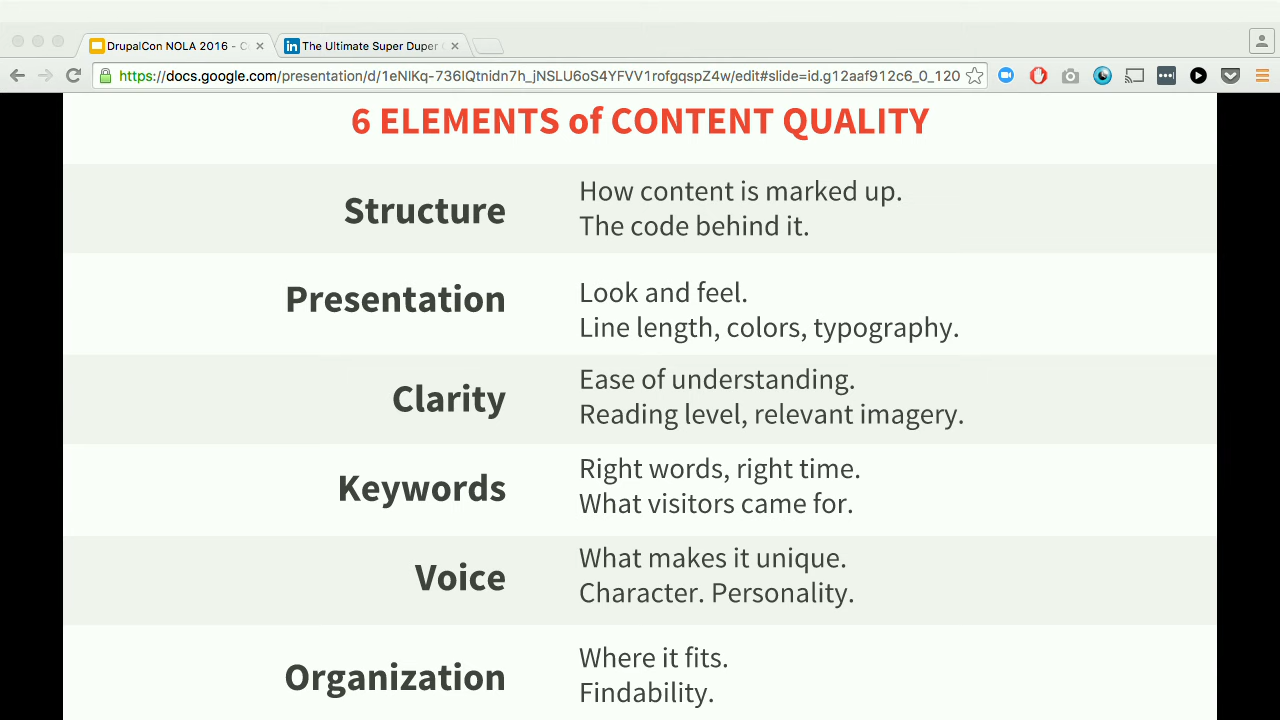 DrupalCon NOLA 2016 - C
The Ultimate Super Duper
https://docs.google.com/presentation/d/1eNlKq-736lQtnidn7h_jNSLU6oS4YFVV1rofgqspZ4w/edit#slide=id.g12aaf912c6_0_120
6 ELEMENTS of CONTENT QUALITY
Structure
How content is marked up.
The code behind it.
Presentation
Look and feel.
Line length, colors, typography.
Clarity
Ease of understanding.
Reading level, relevant imagery.
Keywords
Right words, right time.
What visitors came for.
Voice
What makes it unique.
Character. Personality.
Organization
Where it fits.
Findability.